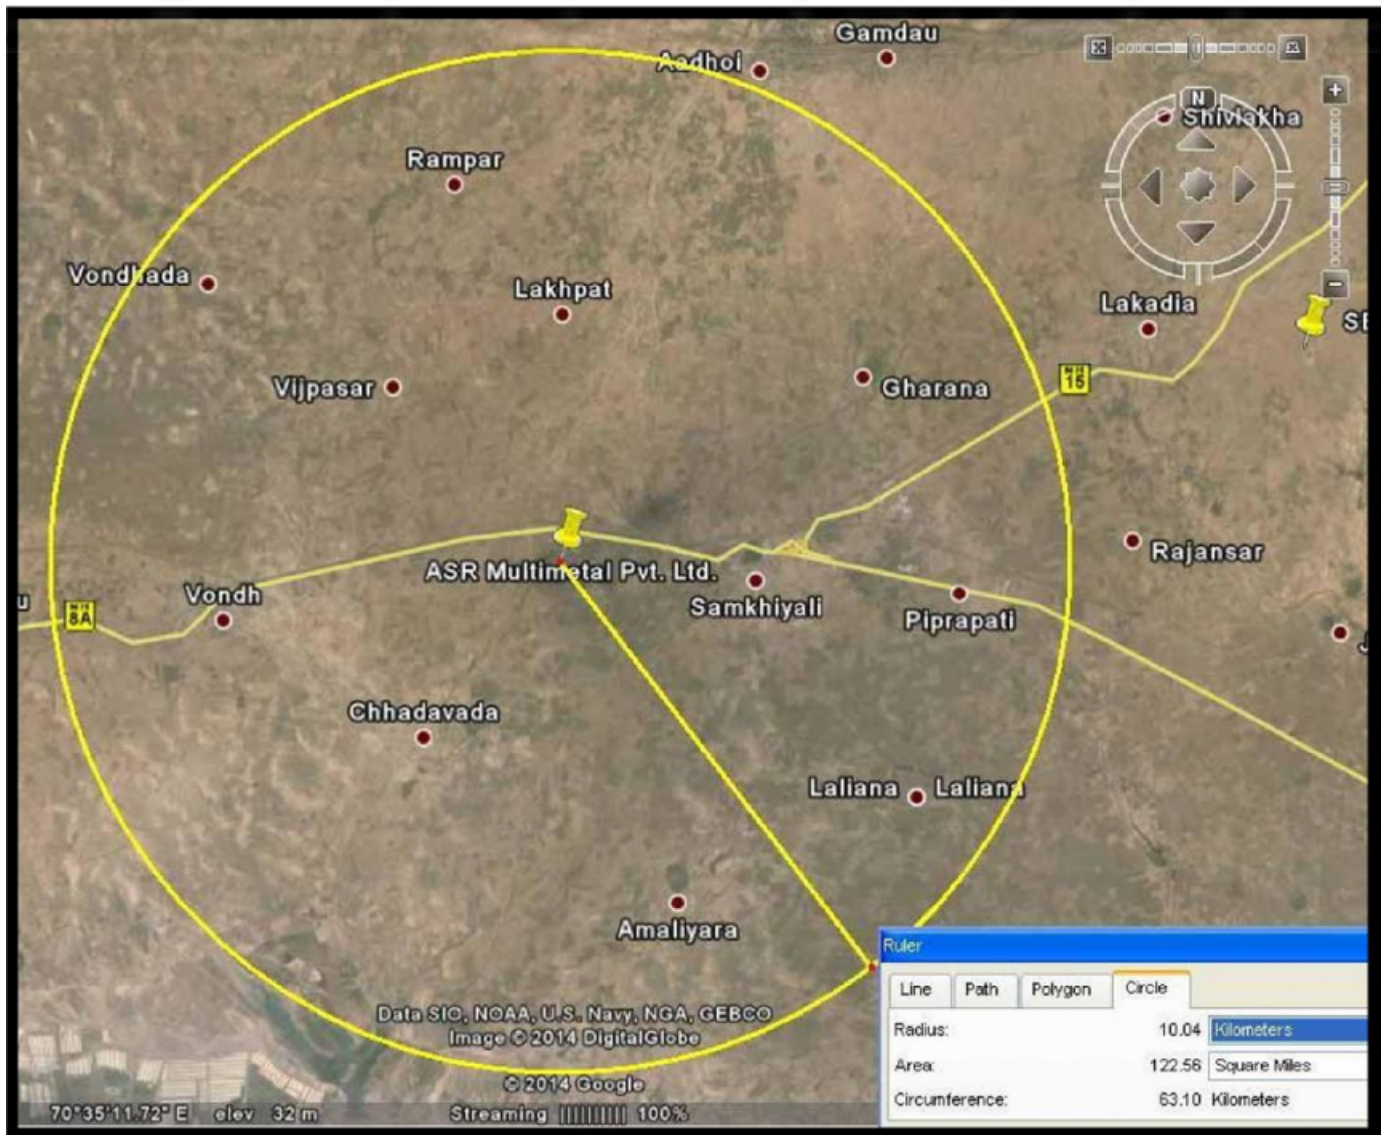 Gamdau
Aadhoi
N
Shivlakha
Rampar
Vondhada
Lakhpat
Lakadia
Vijpasar
Gharana
15
ASR Multimetal Pvt. Ltd.
Rajansar
Vondh
Samkhiyali
Piprapati
8A
Chhadavada
Laliana Laliana
Amaliyara
Ruler
Line Path Polygon Circle
Radius: 10.04 Kilometers
Area: 122.56 Square Miles
Circumference: 63.10 Kilometers
Data SIO, NOAA, U.S. Navy, NGA, GEBCO
Image © 2014 DigitalGlobe
© 2014 Google
70°35'11.72" E elev 32 m Streaming 100%